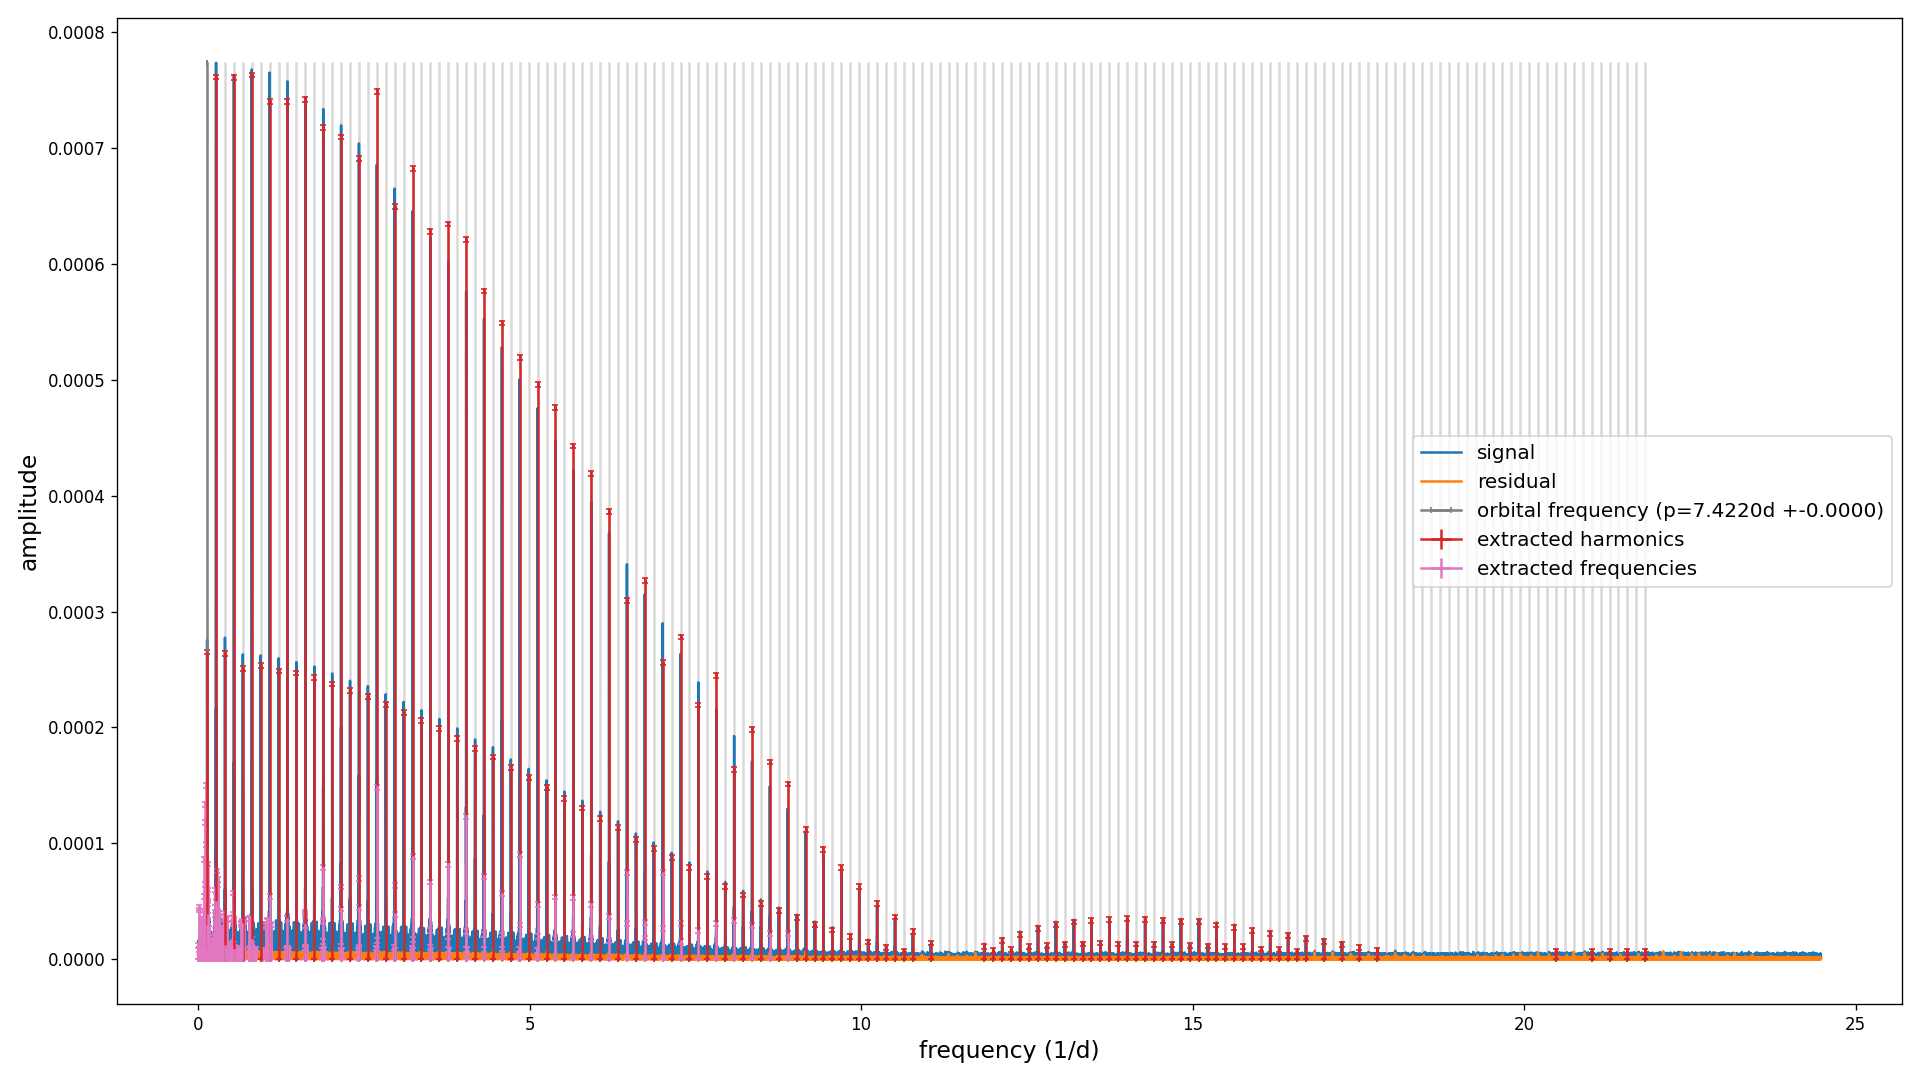 0.0008
0.0007
0.0006
0.0005
0.0004
0.0003
0.0002
0.0001
0.0000
amplitude
signal
residual
orbital frequency (p=7.4220d +-0.0000)
extracted harmonics
extracted frequencies
0 5 10 15 20 25
frequency (1/d)